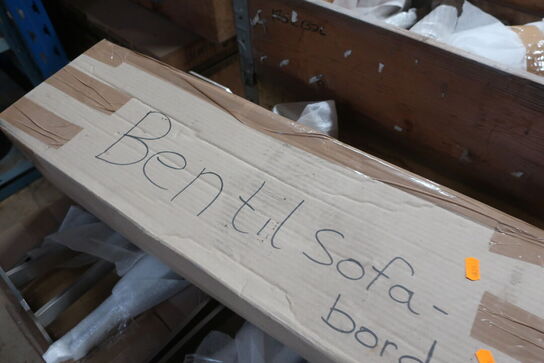 Ben til Sofa-
bord